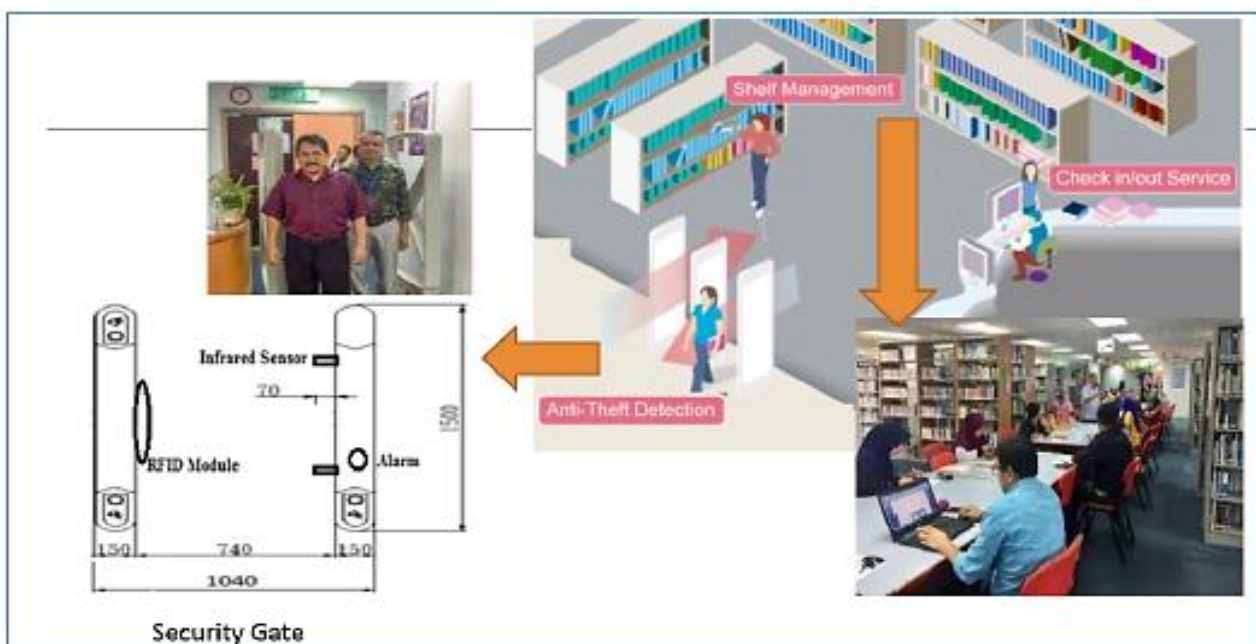 Shelf Management
Check in/out Service
Anti-Theft Detection
Infrared Sensor
70
1500
RFID Module
Alarm
150
740
150
1040
Security Gate